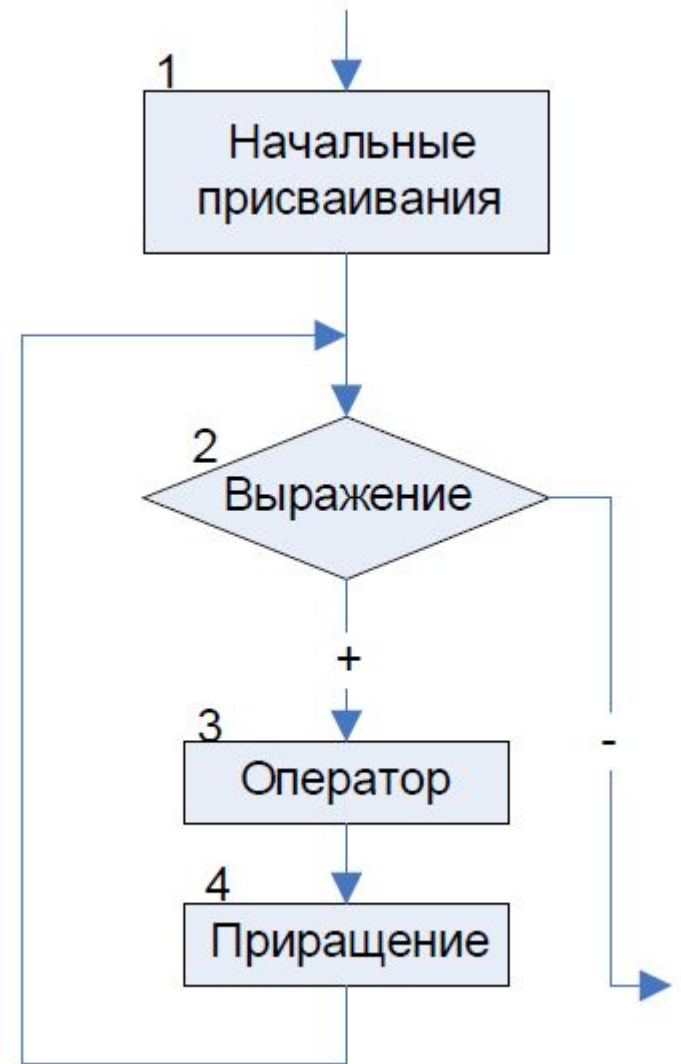 1
Начальные
присваивания
2
Выражение
+
3
Оператор
-
4
Приращение